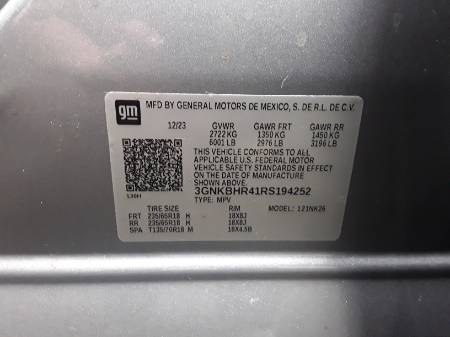 gm MFD BY GENERAL MOTORS DE MEXICO, S. DE R.L. DE C.V.
12/23 GVWR GAWR FRT GAWR RR
2722 KG 1350 KG 1450 KG
6001 LB 2976 LB 3196 LB
THIS VEHICLE CONFORMS TO ALL
APPLICABLE U.S. FEDERAL MOTOR
VEHICLE SAFETY STANDARDS IN EFFECT ON THE
DATE OF MANUFACTURE SHOWN ABOVE.
3GNKBHR41RS194252
TYPE: MPV
TIRE SIZE RIM MODEL: 121NK26
FRT 235/65R18 H 18X8J
RR 235/65R18 H 18X8J
SPA T135/70R18 M 18X4.5B